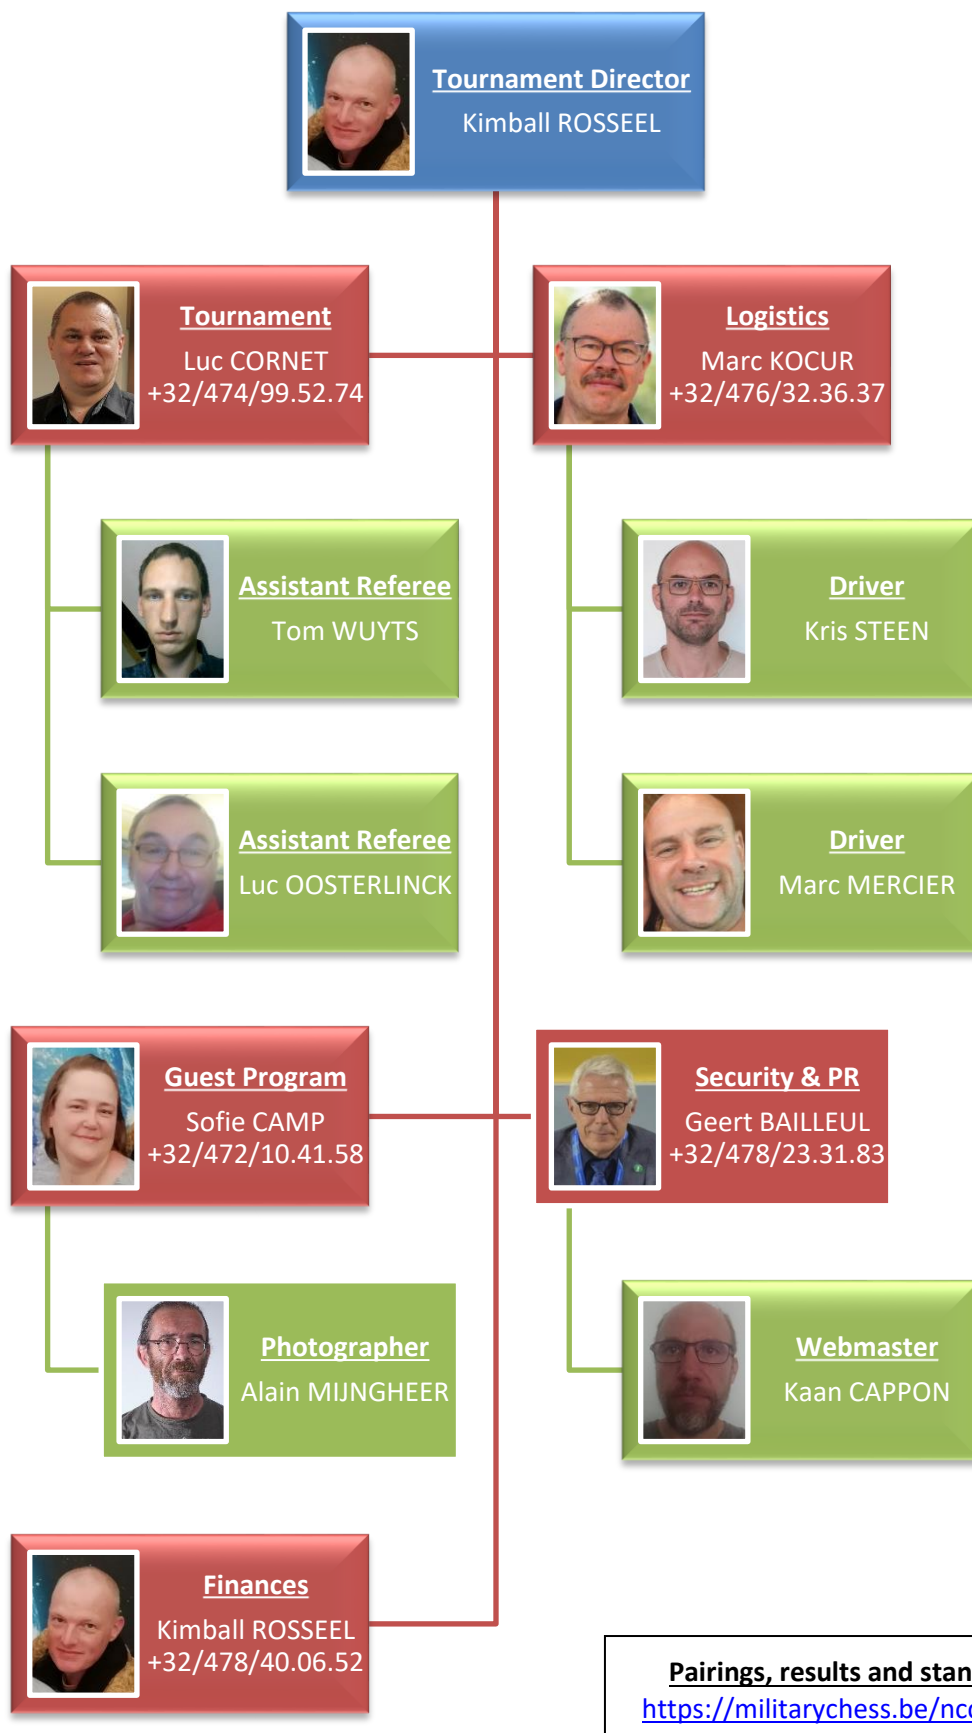 Tournament Director
Kimball ROSSEEL
Tournament
Luc CORNET
+32/474/99.52.74
Logistics
Marc KOCUR
+32/476/32.36.37
Assistant Referee
Tom WUYTS
Driver
Kris STEEN
Assistant Referee
Luc OOSTERLINCK
Driver
Marc MERCIER
Guest Program
Sofie CAMP
+32/472/10.41.58
Security & PR
Geert BAILLEUL
+32/478/23.31.83
Photographer
Alain MIJNGHEER
Webmaster
Kaan CAPPON
Finances
Kimball ROSSEEL
+32/478/40.06.52
Pairings, results and stan
https://militarychess.be/nc